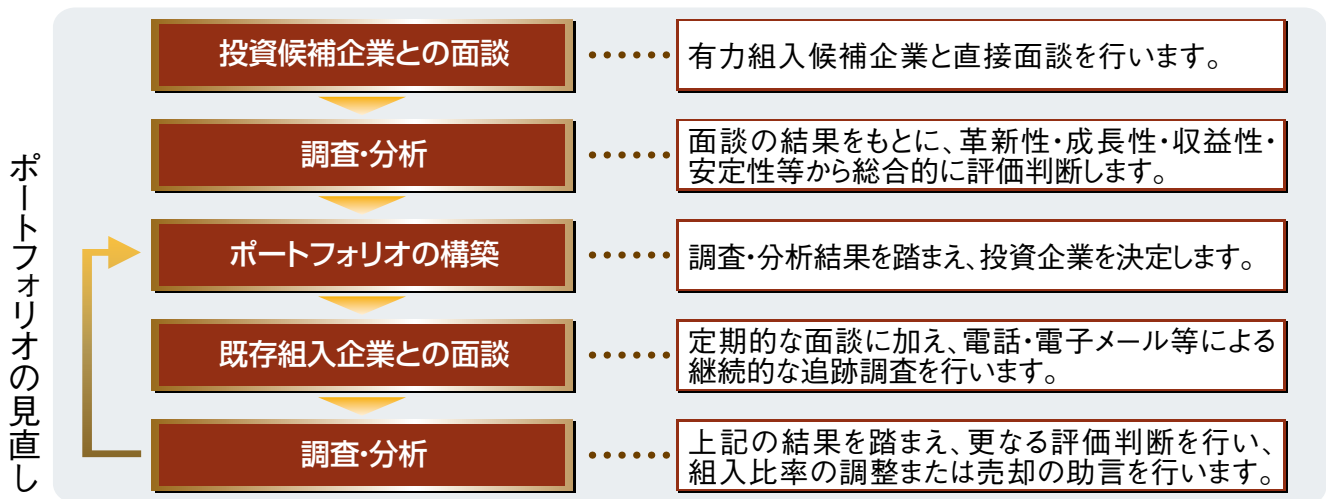 投資候補企業との面談
有力組入候補企業と直接面談を行います。
調査・分析
面談の結果をもとに、革新性・成長性・収益性・
安定性等から総合的に評価判断します。
ポートフォリオの構築
調査・分析結果を踏まえ、投資企業を決定します。
既存組入企業との面談
定期的な面談に加え、電話・電子メール等による
継続的な追跡調査を行います。
調査・分析
上記の結果を踏まえ、更なる評価判断を行い、
組入比率の調整または売却の助言を行います。
ポートフォリオの見直し